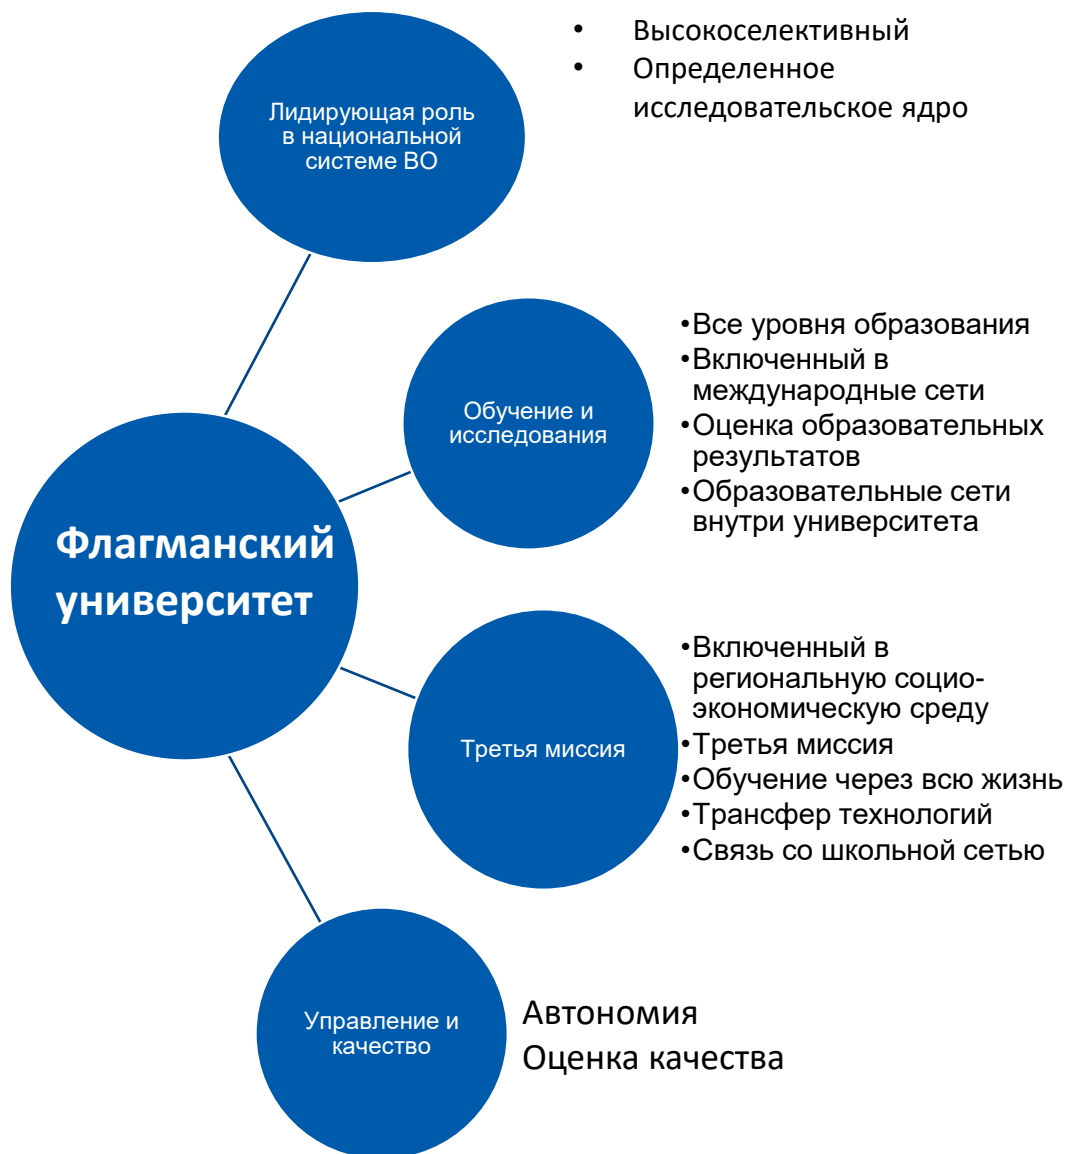 • Высокоселективный
• Определенное
исследовательское ядро
Лидирующая роль
в национальной
системе ВО
•Все уровня образования
•Включенный в
международные сети
•Оценка образовательных
результатов
•Образовательные сети
внутри университета
Обучение и
исследования
Флагманский
университет
•Включенный в
региональную социо-
экономическую среду
•Третья миссия
•Обучение через всю жизнь
•Трансфер технологий
•Связь со школьной сетью
Третья миссия
Управление и
качество
Автономия
Оценка качества